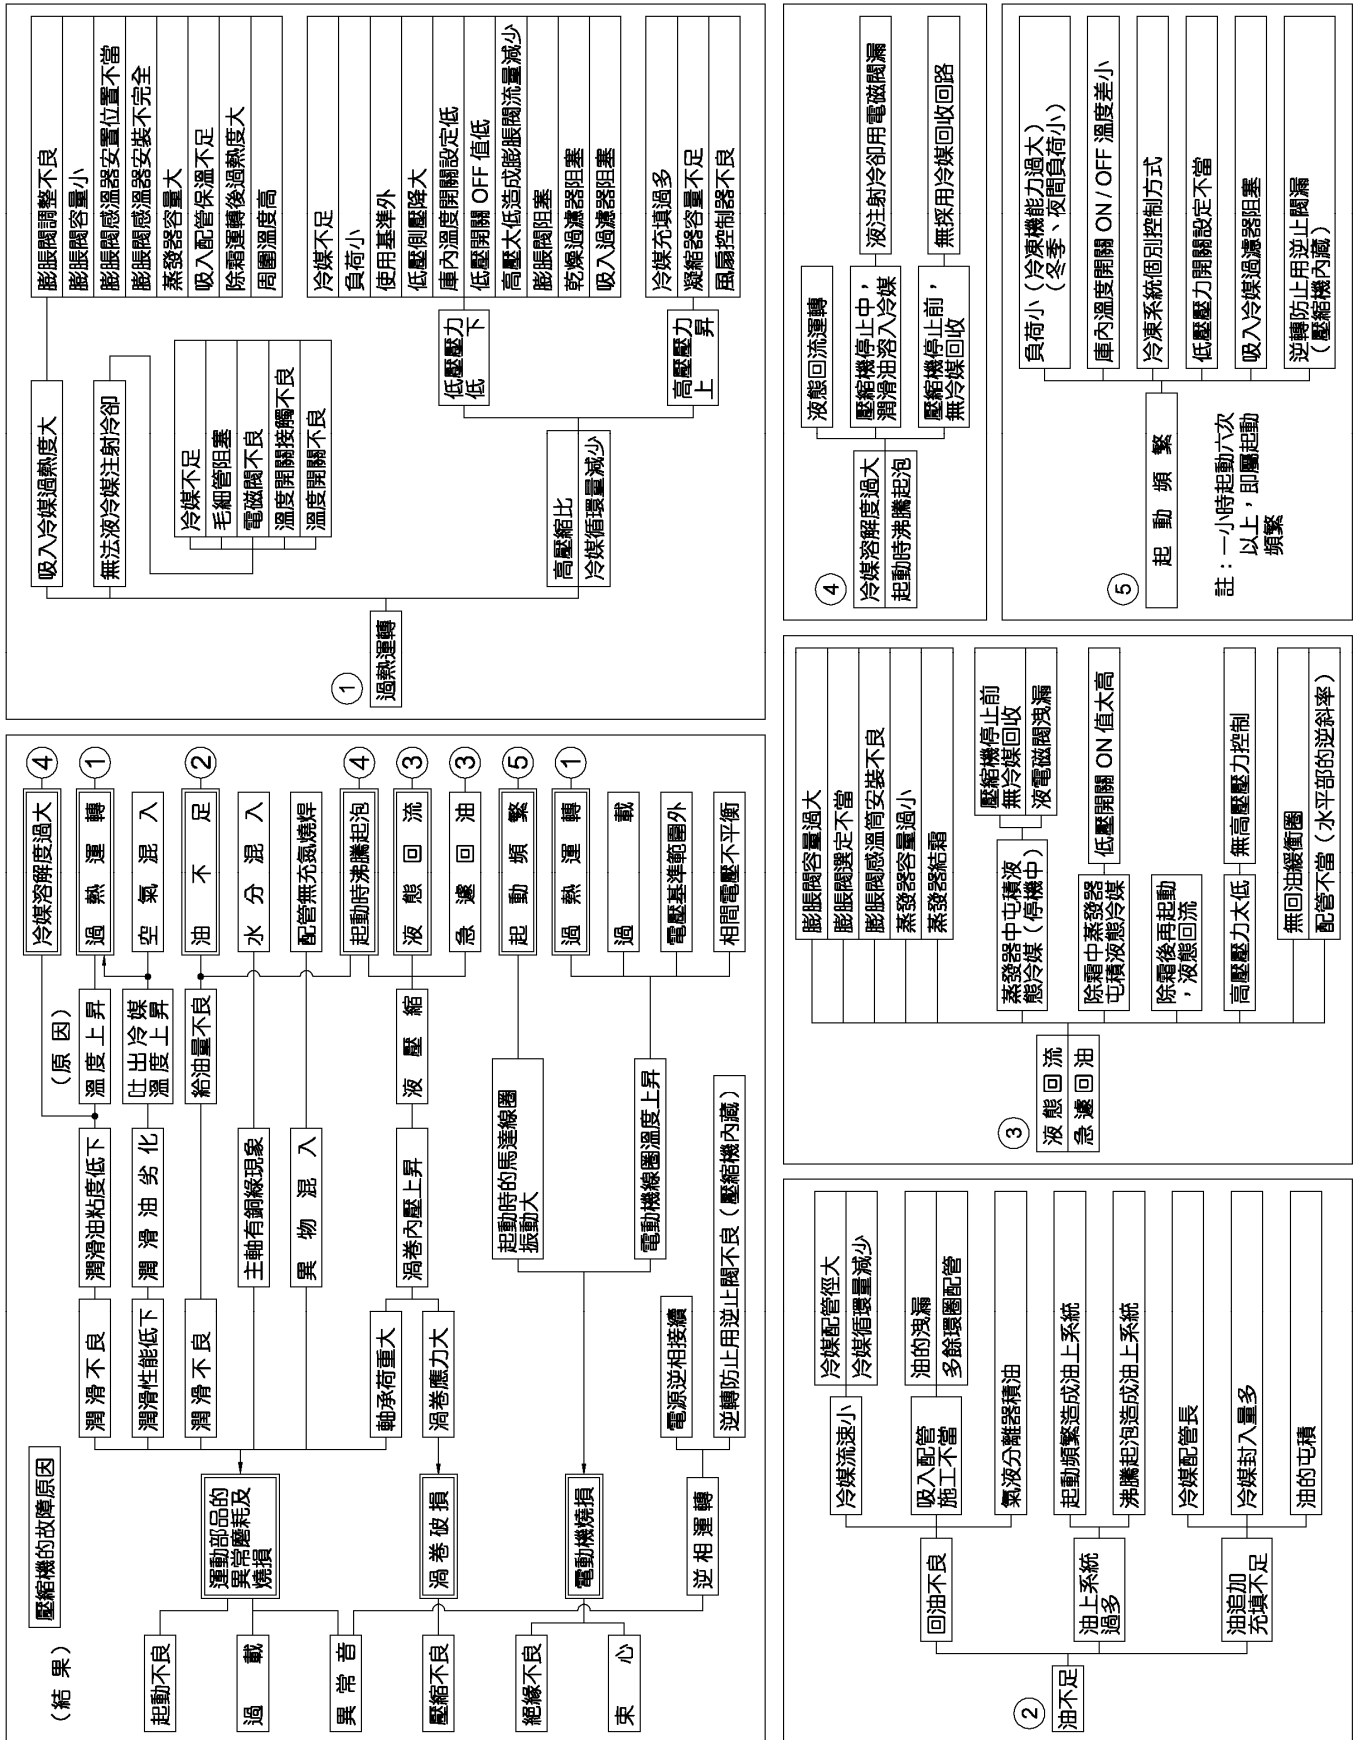 壓縮機的故障原因
（結 果）
（原 因）
起動不良
過 載
異 常 音
壓縮不良
絕緣不良
束 心
運動部品的
異常磨耗及
燒損
渦 卷 破 損
電動機燒損
逆 相 運 轉
潤 滑 不 良
潤滑性能低下
潤 滑 不 良
軸承荷重大
渦卷應力大
電源逆相接續
逆轉防止用逆止閥不良（壓縮機內藏）
潤滑油粘度低下
潤 滑 油 劣 化
主軸有銅綠現象
異 物 混 入
渦卷內壓上昇
起動時的馬達線圈
振動大
電動機線圈溫度上昇
溫 度 上 昇
吐 出 冷 媒
溫 度 上 昇
給油量不良
液 壓 縮
冷媒溶解度過大
④
過 熱 運 轉
①
空 氣 混 入
油 不 足
②
水 分 混 入
配管無充氮燒焊
起動時沸騰起泡
④
液 態 回 流
③
急 遽 回 油
③
起 動 頻 繁
⑤
過 熱 運 轉
①
過 載
電壓基準範圍外
相間電壓不平衡
①
過熱運轉
吸入冷媒過熱度大
膨脹閥調整不良
膨脹閥容量小
膨脹閥感溫器安置位置不當
膨脹閥感溫器安裝不完全
蒸發器容量大
吸入配管保溫不足
除霜運轉後過熱度大
周圍溫度高
無法液冷媒注射冷卻
冷媒不足
毛細管阻塞
電磁閥不良
溫度開關接觸不良
溫度開關不良
高壓縮比
冷媒循環量減少
低壓壓力
低 下
冷媒不足
負荷小
使用基準外
低壓側壓降大
庫內溫度開關設定低
低壓開關 OFF 值低
高壓太低造成膨脹閥流量減少
膨脹閥阻塞
乾燥過濾器阻塞
吸入過濾器阻塞
高壓壓力
上 昇
冷媒充填過多
凝縮器容量不足
風扇控制器不良
②
油不足
回油不良
冷媒流速小
冷媒配管徑大
冷媒循環量減少
吸入配管
施工不當
油的洩漏
多餘環圈配管
氣液分離器積油
油上系統
過多
起動頻繁造成油上系統
沸騰起泡造成油上系統
油追加
充填不足
冷媒配管長
冷媒封入量多
油的屯積
③
液 態 回 流
急 遽 回 油
膨脹閥容量過大
膨脹閥選定不當
膨脹閥感溫筒安裝不良
蒸發器容量過小
蒸發器結霜
蒸發器中屯積液
態冷媒（停機中）
壓縮機停止前
無冷媒回收
液電磁閥洩漏
除霜中蒸發器
屯積液態冷媒
低壓開關 ON 值太高
除霜後再起動
，液態回流
高壓壓力太低
無高壓壓力控制
無回油緩衝圈
配管不當（水平部的逆斜率）
④
冷媒溶解度過大
起動時沸騰起泡
液態回流運轉
壓縮機停止中，
潤滑油溶入冷媒
液注射冷卻用電磁閥漏
壓縮機停止前，
無冷媒回收
無採用冷媒回收回路
⑤
起 動 頻 繁
負荷小（冷凍機能力過大）
（冬季、夜間負荷小）
庫內溫度開關 ON / OFF 溫度差小
冷凍系統個別控制方式
低壓壓力開關設定不當
吸入冷媒過濾器阻塞
逆轉防止用逆止閥漏
（壓縮機內藏）
註：一小時起動六次
以上，即屬起動
頻繁